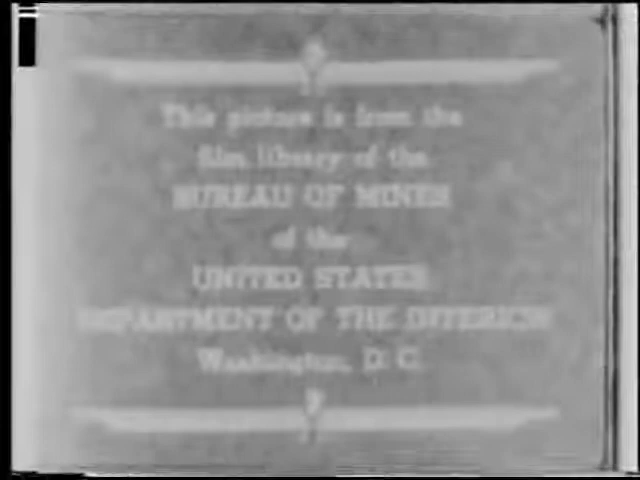 This picture is from the
film library of the
BUREAU OF MINES
of the
UNITED STATES
DEPARTMENT OF THE INTERIOR
Washington, D. C.